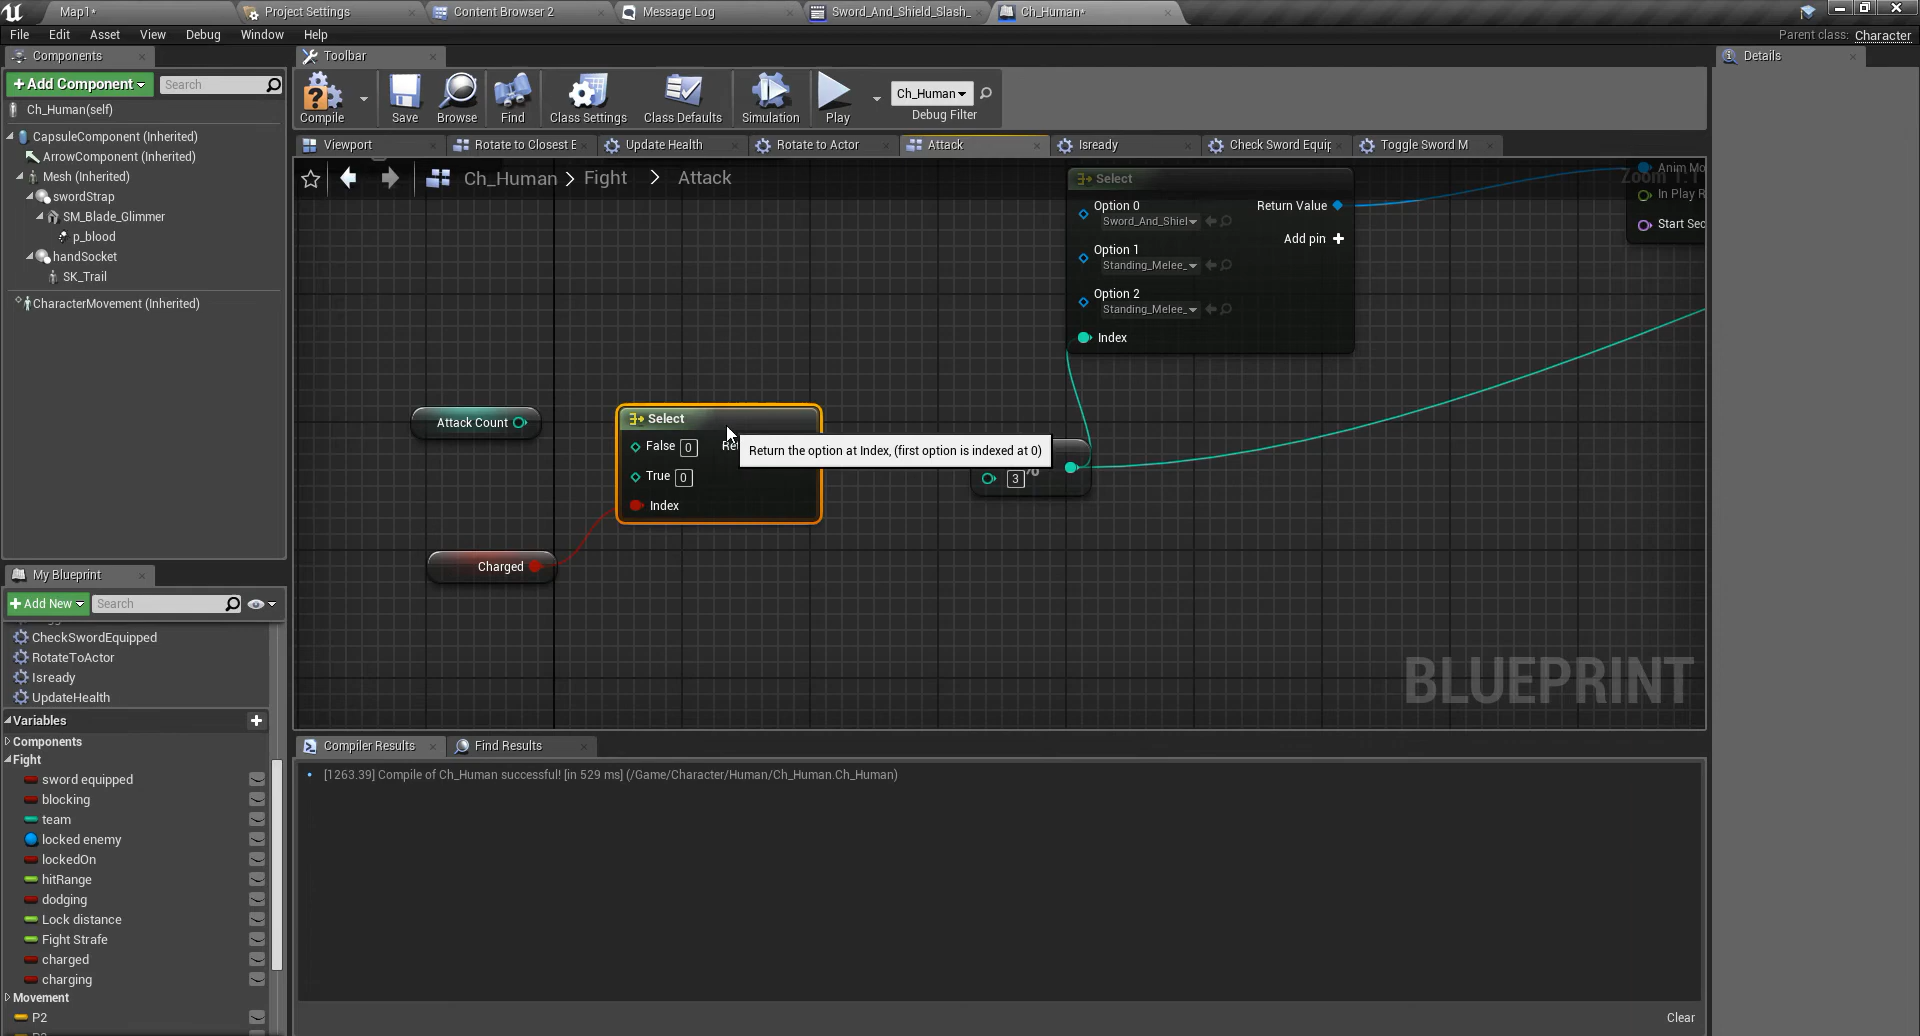 Map1*
Project Settings
Content Browser 2
Message Log
Sword_And_Shield_Slash_
Ch_Human*
File
Edit
Asset
View
Debug
Window
Help
Parent class: Character
Components
Toolbar
Details
+Add Component
Search
Compile
Save
Browse
Find
Class Settings
Class Defaults
Simulation
Play
Ch_Human
Debug Filter
Ch_Human(self)
CapsuleComponent (Inherited)
ArrowComponent (Inherited)
Mesh (Inherited)
swordStrap
SM_Blade_Glimmer
p_blood
handSocket
SK_Trail
CharacterMovement (Inherited)
Viewport
Rotate to Closest E
Update Health
Rotate to Actor
Attack
Isready
Check Sword Equip
Toggle Sword M
Ch_Human > Fight > Attack
Select
Option 0
Sword_And_Shiel
Return Value
Add pin +
Option 1
Standing_Melee_
Option 2
Standing_Melee_
Index
Anim Mo
In Play R
Start Sec
Attack Count
Select
False 0
Ret
True 0
Index
Return the option at Index, (first option is indexed at 0)
3
Charged
BLUEPRINT
My Blueprint
+Add New
Search
CheckSwordEquipped
RotateToActor
Isready
UpdateHealth
Variables
Components
Fight
sword equipped
blocking
team
locked enemy
lockedOn
hitRange
dodging
Lock distance
Fight Strafe
charged
charging
Movement
P2
Compiler Results
Find Results
[1263.39] Compile of Ch_Human successful! [in 529 ms] (/Game/Character/Human/Ch_Human.Ch_Human)
Clear